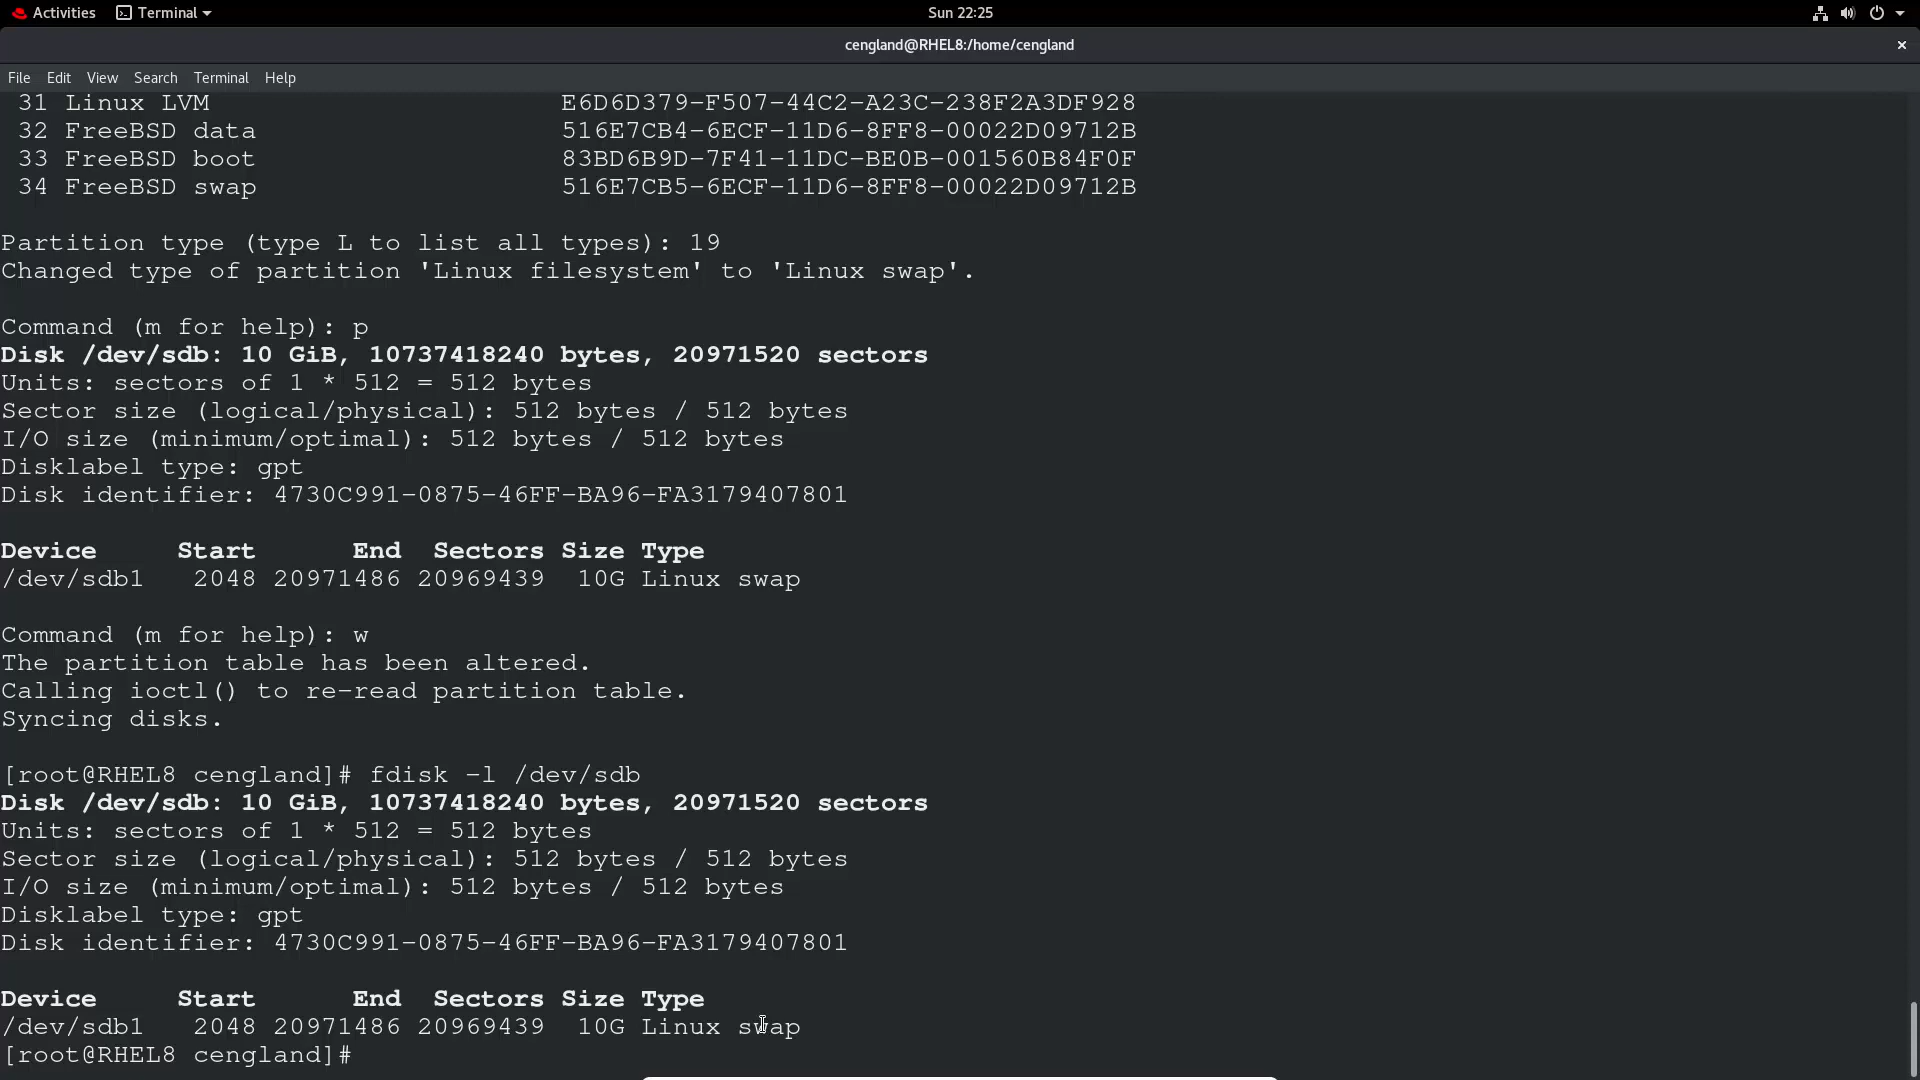 Activities Terminal Sun 22:25
cengland@RHEL8:/home/cengland
File Edit View Search Terminal Help
31 Linux LVM E6D6D379-F507-44C2-A23C-238F2A3DF928
32 FreeBSD data 516E7CB4-6ECF-11D6-8FF8-00022D09712B
33 FreeBSD boot 83BD6B9D-7F41-11DC-BE0B-001560B84F0F
34 FreeBSD swap 516E7CB5-6ECF-11D6-8FF8-00022D09712B
Partition type (type L to list all types): 19
Changed type of partition 'Linux filesystem' to 'Linux swap'.
Command (m for help): p
Disk /dev/sdb: 10 GiB, 10737418240 bytes, 20971520 sectors
Units: sectors of 1 * 512 = 512 bytes
Sector size (logical/physical): 512 bytes / 512 bytes
I/O size (minimum/optimal): 512 bytes / 512 bytes
Disklabel type: gpt
Disk identifier: 4730C991-0875-46FF-BA96-FA3179407801
Device Start End Sectors Size Type
/dev/sdb1 2048 20971486 20969439 10G Linux swap
Command (m for help): w
The partition table has been altered.
Calling ioctl() to re-read partition table.
Syncing disks.
[root@RHEL8 cengland]# fdisk -l /dev/sdb
Disk /dev/sdb: 10 GiB, 10737418240 bytes, 20971520 sectors
Units: sectors of 1 * 512 = 512 bytes
Sector size (logical/physical): 512 bytes / 512 bytes
I/O size (minimum/optimal): 512 bytes / 512 bytes
Disklabel type: gpt
Disk identifier: 4730C991-0875-46FF-BA96-FA3179407801
Device Start End Sectors Size Type
/dev/sdb1 2048 20971486 20969439 10G Linux swap
[root@RHEL8 cengland]#